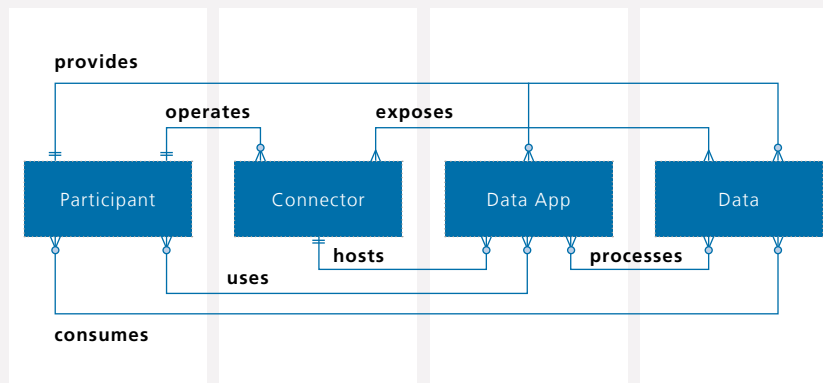 provides
operates
exposes
Participant
Connector
Data App
Data
hosts
processes
uses
consumes